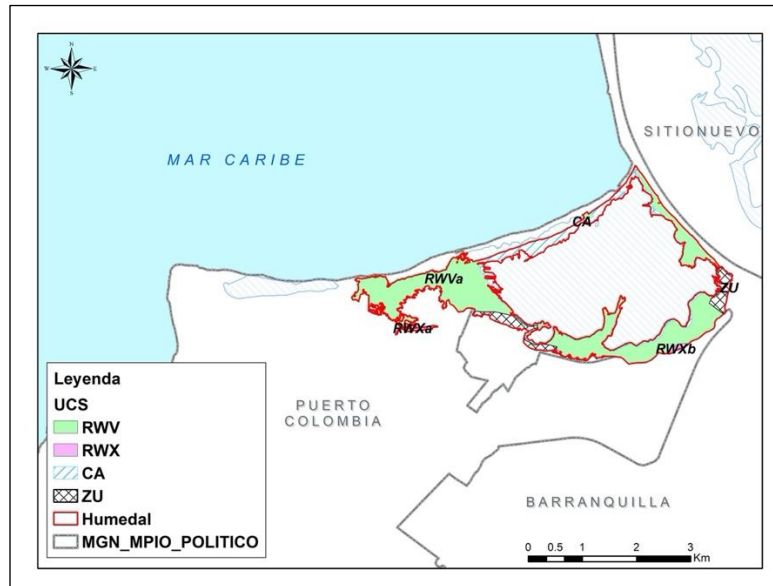 N
W
E
S
MAR CARIBE
SITIONUEVO
CA
RWVa
ZU
RWXa
RWXb
PUERTO
COLOMBIA
BARRANQUILLA
Leyenda
UCS
RWV
RWX
CA
ZU
Humedal
MGN_MPIO_POLITICO
0 0.5 1 2 3
Km